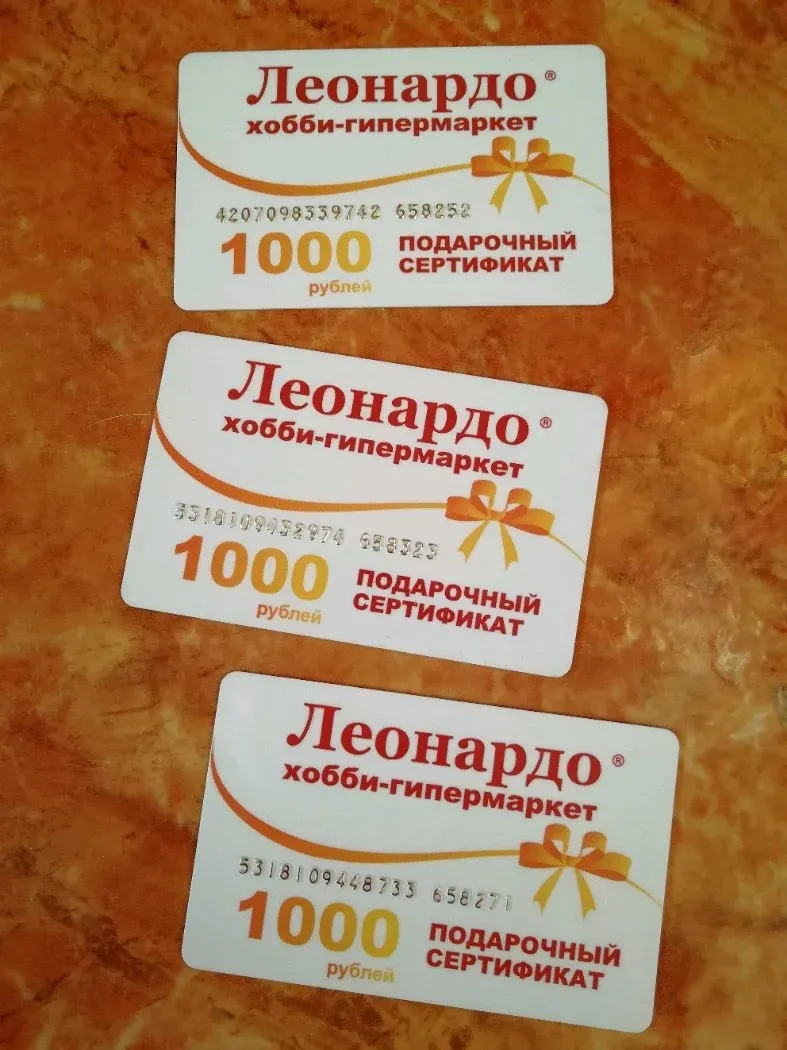 Леонардо®
хобби-гипермаркет
4207098339742 658252
1000
рублей
ПОДАРОЧНЫЙ
СЕРТИФИКАТ
Леонардо®
хобби-гипермаркет
5318109432974 658323
1000
рублей
ПОДАРОЧНЫЙ
СЕРТИФИКАТ
Леонардо®
хобби-гипермаркет
5318109448733 658271
1000
рублей
ПОДАРОЧНЫЙ
СЕРТИФИКАТ